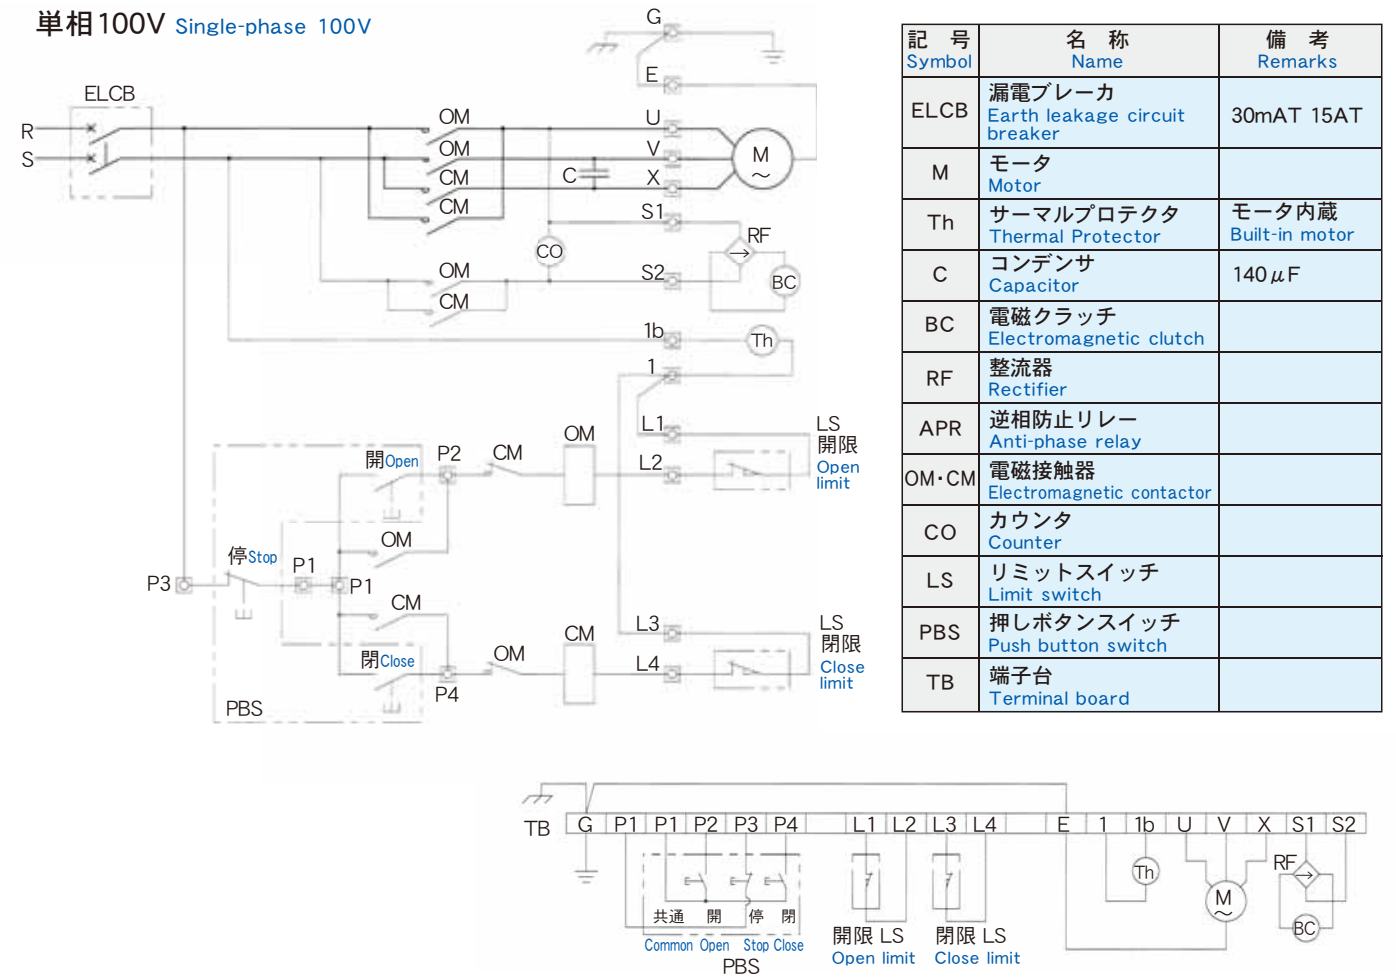 単相100V Single-phase 100V
G
E
ELCB
R
S
OM
U
OM
V
M
～
CM
C
X
CM
S1
CO
RF
OM
S2
BC
CM
1b
Th
1
L1
LS
開限
Open
limit
OM
開Open
P2
CM
L2
OM
停Stop
P1
P3
P1
CM
L3
LS
閉限
Close
limit
CM
閉Close
OM
L4
P4
PBS
記 号
Symbol
名 称
Name
備 考
Remarks
ELCB
漏電ブレーカ
Earth leakage circuit
breaker
30mAT 15AT
M
モータ
Motor
Th
サーマルプロテクタ
Thermal Protector
モータ内蔵
Built-in motor
C
コンデンサ
Capacitor
140μF
BC
電磁クラッチ
Electromagnetic clutch
RF
整流器
Rectifier
APR
逆相防止リレー
Anti-phase relay
OM·CM
電磁接触器
Electromagnetic contactor
CO
カウンタ
Counter
LS
リミットスイッチ
Limit switch
PBS
押しボタンスイッチ
Push button switch
TB
端子台
Terminal board
TB G P1 P1 P2 P3 P4 L1 L2 L3 L4 E 1 1b U V X S1 S2
RF
Th
M
～
BC
共通 開 停 閉
Common Open Stop Close
PBS
開限 LS
Open limit
閉限 LS
Close limit